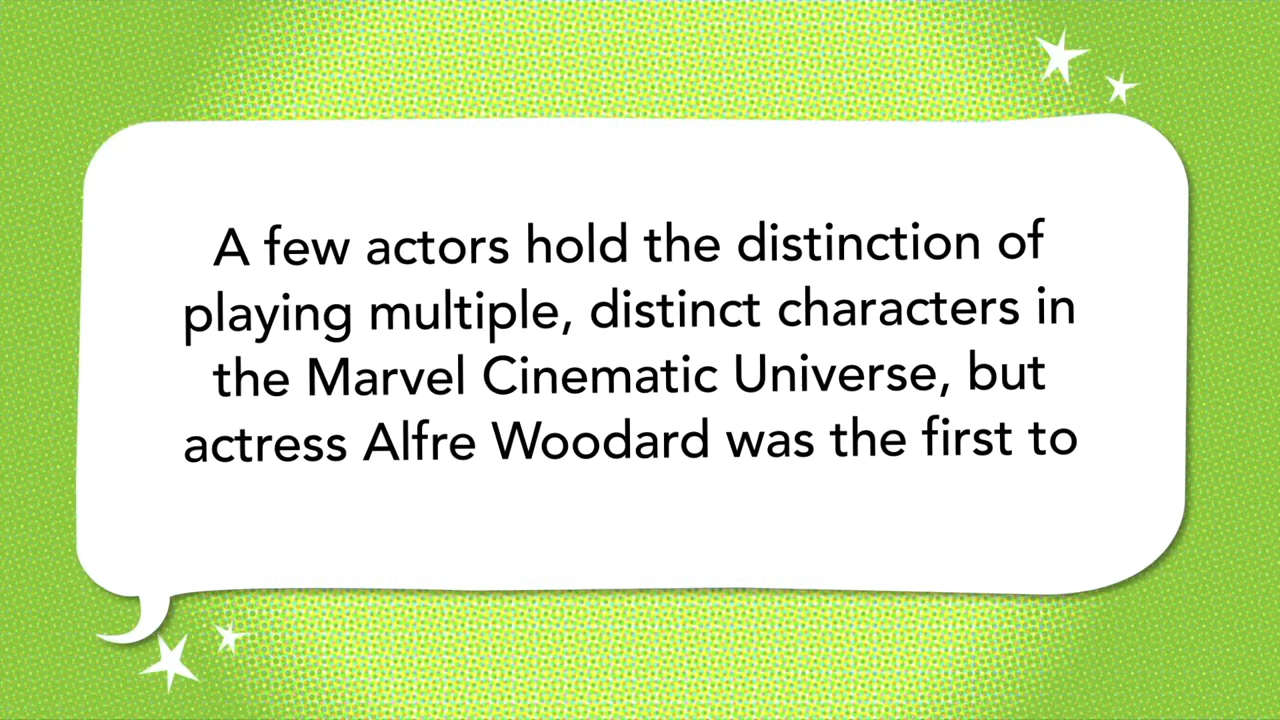 A few actors hold the distinction of
playing multiple, distinct characters in
the Marvel Cinematic Universe, but
actress Alfre Woodard was the first to